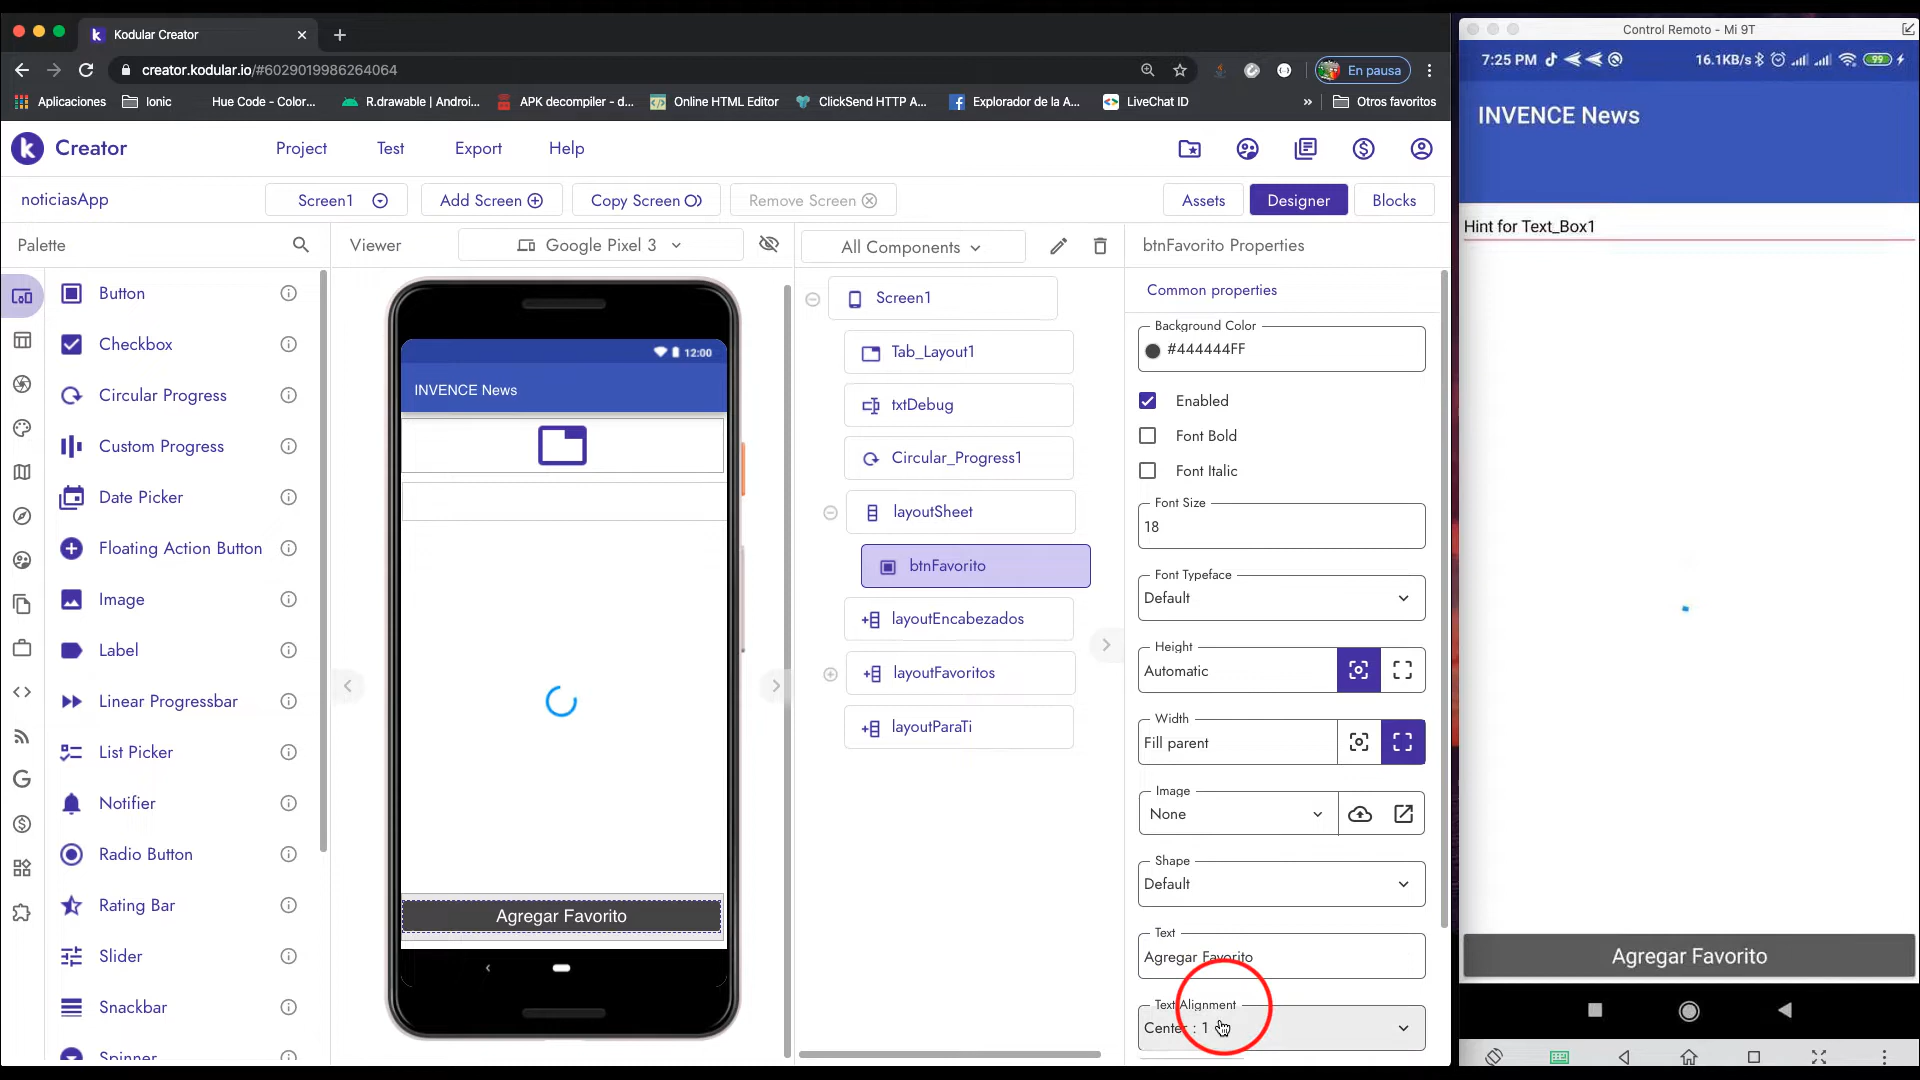 Kodular Creator
creator.kodular.io/#6029019986264064
En pausa
Aplicaciones
Ionic
Hue Code - Color...
R.drawable | Androi...
APK decompiler - d...
Online HTML Editor
ClickSend HTTP A...
Explorador de la A...
LiveChat ID
»
Otros favoritos
Creator
Project
Test
Export
Help
noticiasApp
Screen1
Add Screen
Copy Screen
Remove Screen
Assets
Designer
Blocks
Palette
Button
Checkbox
Circular Progress
Custom Progress
Date Picker
Floating Action Button
Image
Label
Linear Progressbar
List Picker
Notifier
Radio Button
Rating Bar
Slider
Snackbar
Spinner
Viewer
Google Pixel 3
12:00
INVENCE News
Agregar Favorito
All Components
Screen1
Tab_Layout1
txtDebug
Circular_Progress1
layoutSheet
btnFavorito
layoutEncabezados
layoutFavoritos
layoutParaTi
btnFavorito Properties
Common properties
Background Color
#444444FF
Enabled
Font Bold
Font Italic
Font Size
18
Font Typeface
Default
Height
Automatic
Width
Fill parent
Image
None
Shape
Default
Text
Agregar Favorito
Text Alignment
Center : 1
Control Remoto - Mi 9T
7:25 PM
16.1KB/s
99
INVENCE News
Hint for Text_Box1
Agregar Favorito